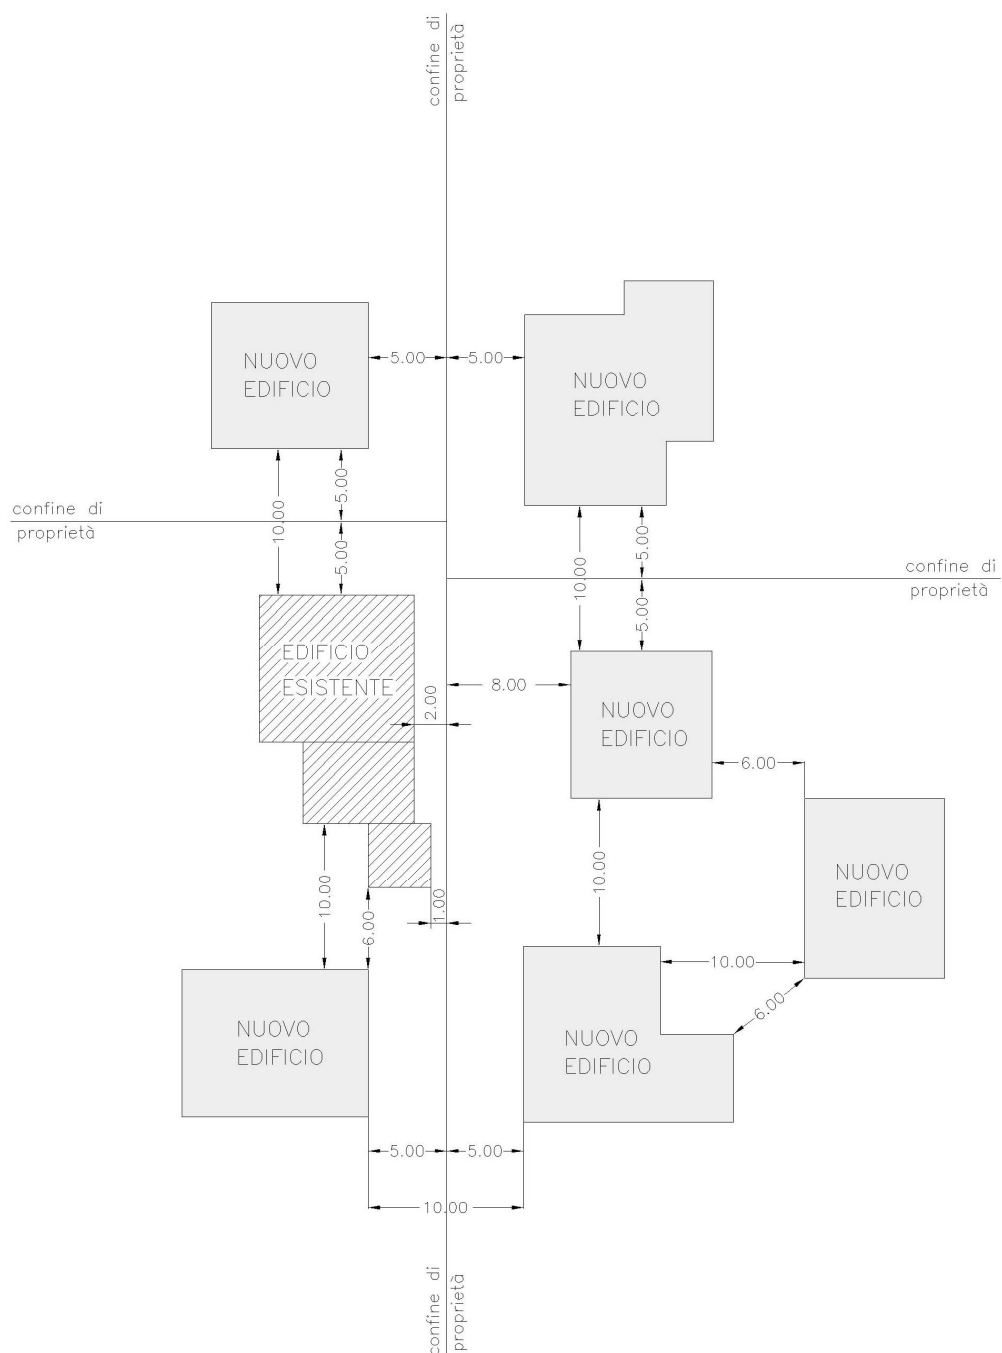 confine di
proprietà
5.00
5.00
NUOVO
EDIFICIO
NUOVO
EDIFICIO
10.00
5.00
confine di
proprietà
5.00
10.00
5.00
confine di
proprietà
5.00
EDIFICIO
ESISTENTE
2.00
8.00
NUOVO
EDIFICIO
6.00
10.00
10.00
6.00
1.00
NUOVO
EDIFICIO
10.00
6.00
NUOVO
EDIFICIO
NUOVO
EDIFICIO
5.00
5.00
10.00
confine di
proprietà